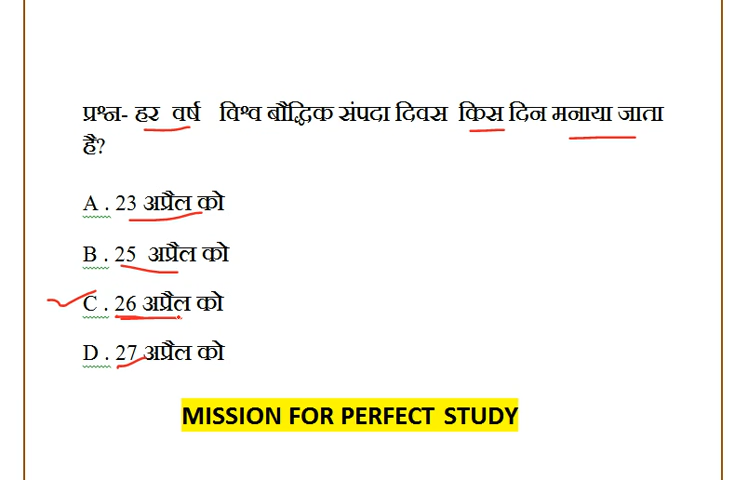 प्रश्न- हर वर्ष विश्व बौद्धिक संपदा दिवस किस दिन मनाया जाता
है?
A . 23 अप्रैल को
B . 25 अप्रैल को
C . 26 अप्रैल को
D . 27 अप्रैल को
MISSION FOR PERFECT STUDY